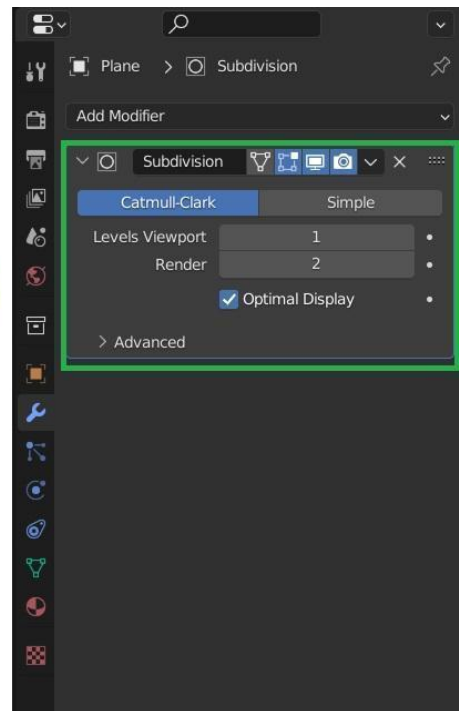 Plane > Subdivision
Add Modifier
Subdivision
Catmull-Clark Simple
Levels Viewport 1
Render 2
Optimal Display
> Advanced